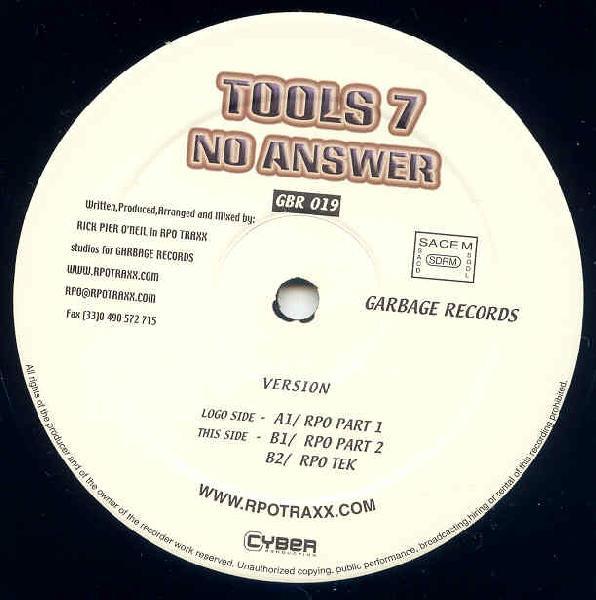 TOOLS 7
NO ANSWER
GBR 019
Written,Produced,Arranged and Mixed by:
RICK PIER O'NEIL in RPO TRAXX
studios for GARBAGE RECORDS
WWW.RPOTRAXX.COM
RPO@RPOTRAXX.COM
Fax (33)0 490 572 715
SACEM
SACD
SDRM
SGDL
GARBAGE RECORDS
VERSION
LOGO SIDE - A1/ RPO PART 1
THIS SIDE - B1/ RPO PART 2
B2/ RPO TEK
WWW.RPOTRAXX.COM
CYBER
PRODUCTION
All rights of the producer and of the owner of the recorder work reserved. Unauthorized copying, public performance, broadcasting,hiring or rental of this recording prohibited.